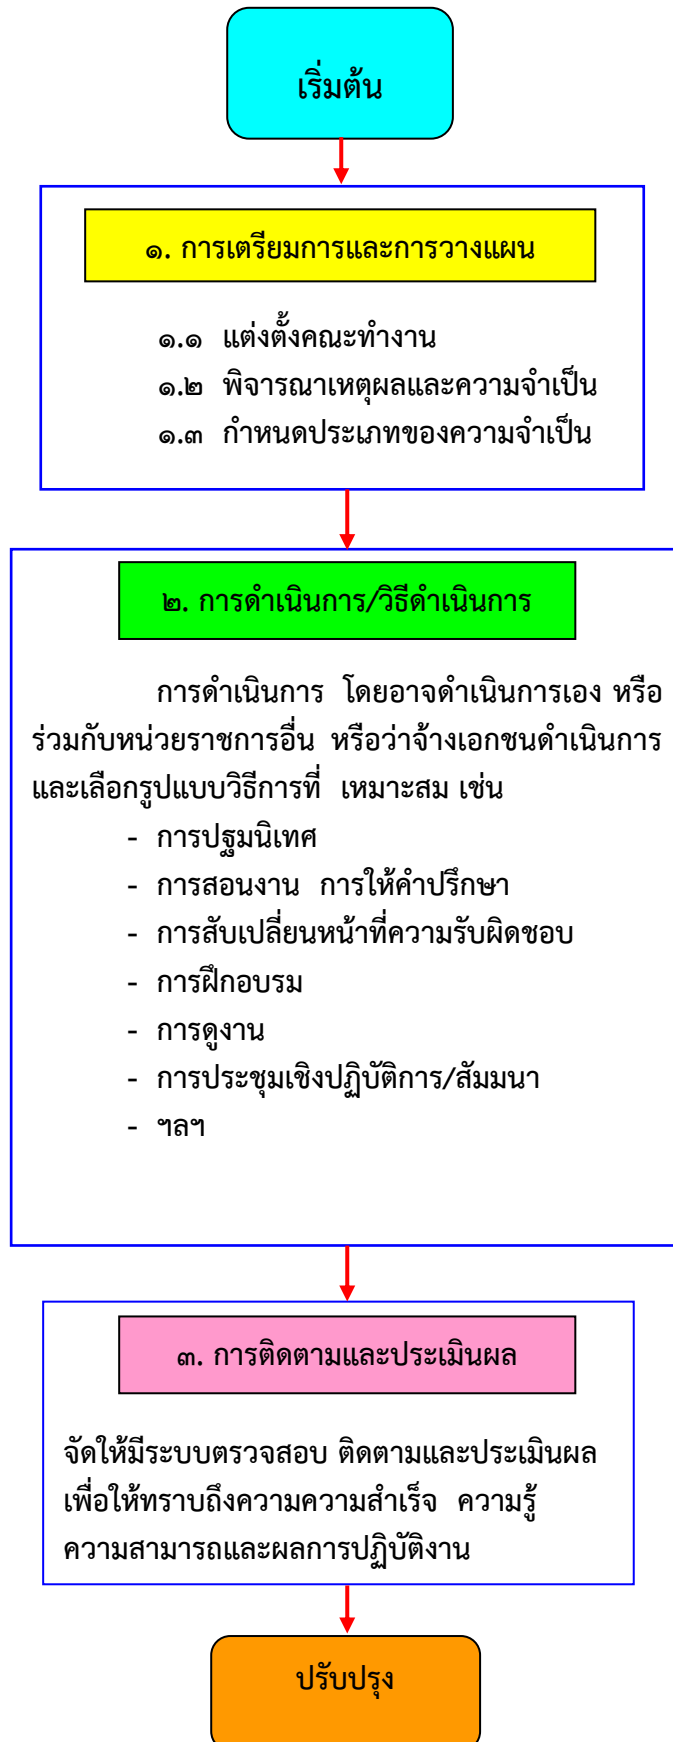 เริ่มต้น
๑. การเตรียมการและการวางแผน
๑.๑ แต่งตั้งคณะทำงาน
๑.๒ พิจารณาเหตุผลและความจำเป็น
๑.๓ กำหนดประเภทของความจำเป็น
๒. การดำเนินการ/วิธีดำเนินการ
การดำเนินการ โดยอาจดำเนินการเอง หรือ
ร่วมกับหน่วยราชการอื่น หรือว่าจ้างเอกชนดำเนินการ
และเลือกรูปแบบวิธีการที่ เหมาะสม เช่น
- การปฐมนิเทศ
- การสอนงาน การให้คำปรึกษา
- การสับเปลี่ยนหน้าที่ความรับผิดชอบ
- การฝึกอบรม
- การดูงาน
- การประชุมเชิงปฏิบัติการ/สัมมนา
- ฯลฯ
๓. การติดตามและประเมินผล
จัดให้มีระบบตรวจสอบ ติดตามและประเมินผล
เพื่อให้ทราบถึงความความสำเร็จ ความรู้
ความสามารถและผลการปฏิบัติงาน
ปรับปรุง